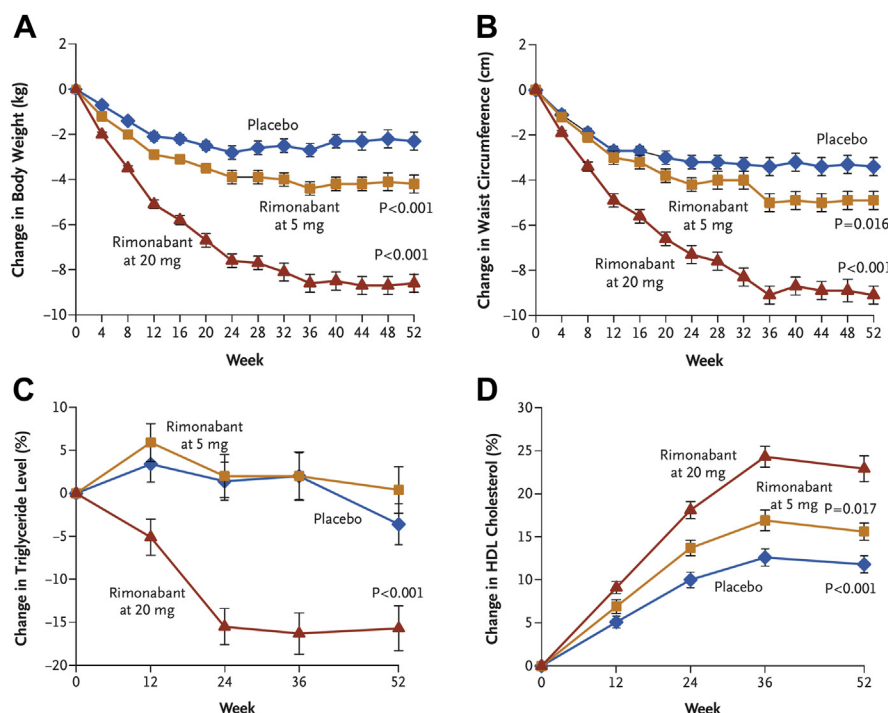 A
Change in Body Weight (kg)
2
0
−2
−4
−6
−8
−10
Placebo
Rimonabant
at 5 mg
P<0.001
Rimonabant
at 20 mg
P<0.001
0 4 8 12 16 20 24 28 32 36 40 44 48 52
Week
B
Change in Waist Circumference (cm)
2
0
−2
−4
−6
−8
−10
Placebo
Rimonabant
at 5 mg
P=0.016
Rimonabant
at 20 mg
P<0.001
0 4 8 12 16 20 24 28 32 36 40 44 48 52
Week
C
Change in Triglyceride Level (%)
10
5
0
−5
−10
−15
−20
Rimonabant
at 5 mg
Placebo
Rimonabant
at 20 mg
P<0.001
0 12 24 36 52
Week
D
Change in HDL Cholesterol (%)
30
25
20
15
10
5
0
Rimonabant
at 20 mg
Rimonabant
at 5 mg P=0.017
Placebo
P<0.001
0 12 24 36 52
Week